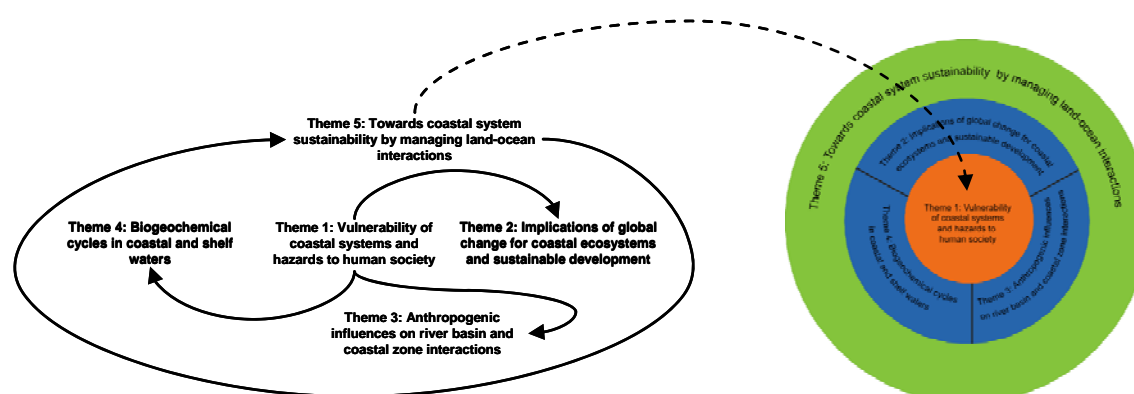 Theme 5: Towards coastal system
sustainability by managing land-ocean
interactions
Theme 4: Biogeochemical
cycles in coastal and shelf
waters
Theme 1: Vulnerability of
coastal systems and
hazards to human society
Theme 2: Implications of global
change for coastal ecosystems
and sustainable development
Theme 3: Anthropogenic
influences on river basin and
coastal zone interactions
Theme 5: Towards coastal system sustainability by managing land-ocean interactions
Theme 2: Implications of global change for coastal
ecosystems and sustainable development
Theme 1: Vulnerability
of coastal systems
and hazards to
human society
Theme 4: Biogeochemical cycles
in coastal and shelf waters
Theme 3: Anthropogenic influences
on river basin and coastal zone interactions